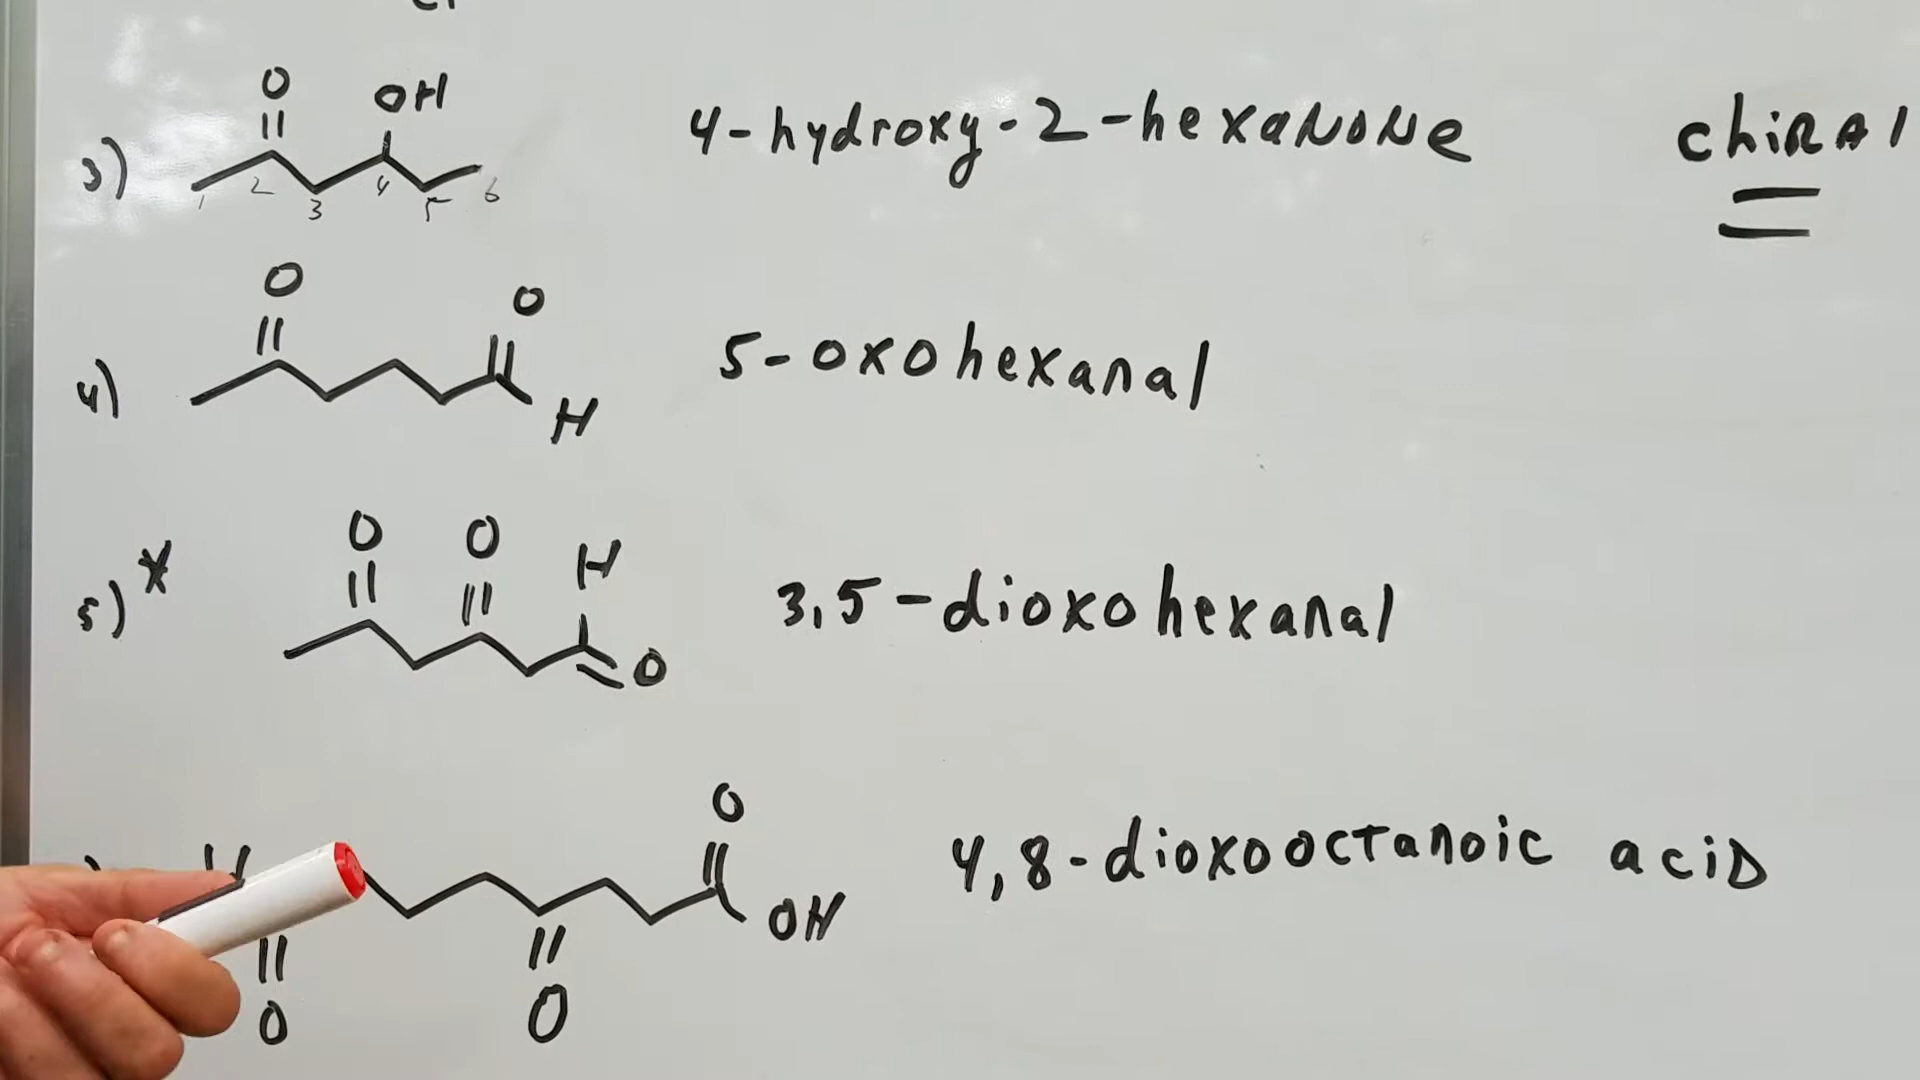 O OH
3) 4-hydroxy-2-hexanone chiral
1 2 3 4 5 6
O O
4) 5-oxohexanal
H
O O H
5)* 3,5-dioxohexanal
O
O
4,8-dioxooctanoic acid
OH
O O